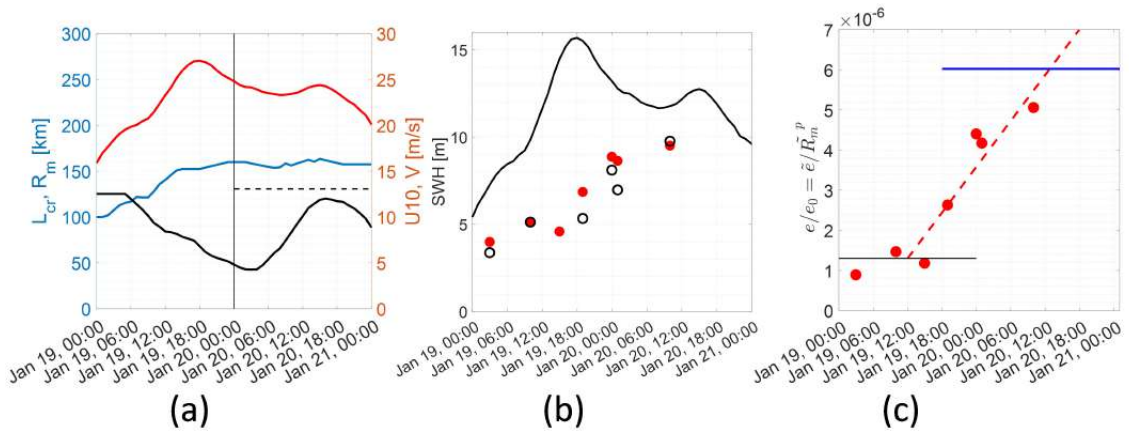 300
250
200
150
100
50
0
L_cr, R_m [km]
30
25
20
15
10
5
0
U10, V [m/s]
Jan 19, 00:00
Jan 19, 06:00
Jan 19, 12:00
Jan 19, 18:00
Jan 20, 00:00
Jan 20, 06:00
Jan 20, 12:00
Jan 20, 18:00
Jan 21, 00:00
(a)
15
10
5
0
SWH [m]
Jan 19, 00:00
Jan 19, 06:00
Jan 19, 12:00
Jan 19, 18:00
Jan 20, 00:00
Jan 20, 06:00
Jan 20, 12:00
Jan 20, 18:00
Jan 21, 00:00
(b)
×10^-6
7
6
5
4
3
2
1
0
e/e_0 = ẽ/R̃_m^p
Jan 19, 00:00
Jan 19, 06:00
Jan 19, 12:00
Jan 19, 18:00
Jan 20, 00:00
Jan 20, 06:00
Jan 20, 12:00
Jan 20, 18:00
Jan 21, 00:00
(c)